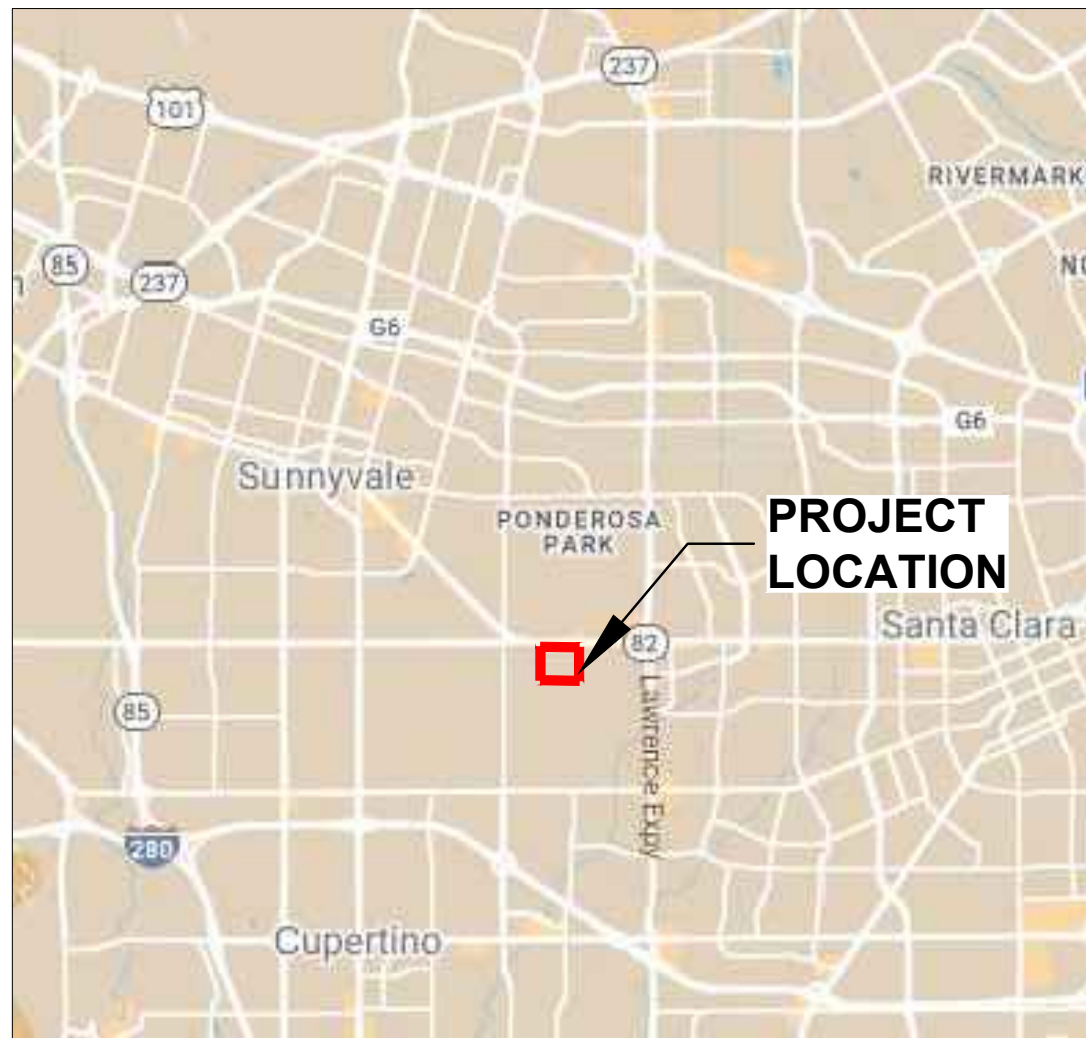 237
101
RIVERMARK
85
237
G6
G6
Sunnyvale
PONDEROSA
PARK
PROJECT
LOCATION
Santa Clara
82
85
Lawrence Expy
280
Cupertino